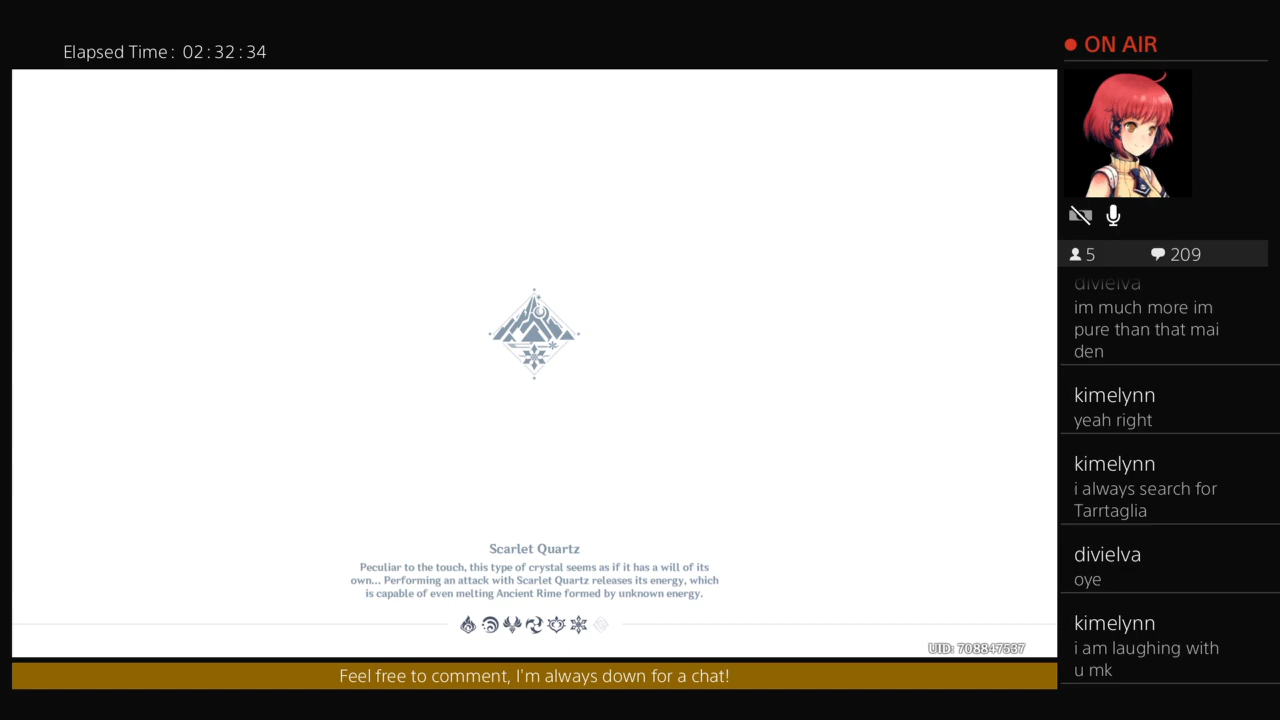 Elapsed Time: 02:32:34
ON AIR
5 209
divielva
im much more im
pure than that mai
den
kimelynn
yeah right
kimelynn
i always search for
Tarrtaglia
divielva
oye
kimelynn
i am laughing with
u mk
Scarlet Quartz
Peculiar to the touch, this type of crystal seems as if it has a will of its
own... Performing an attack with Scarlet Quartz releases its energy, which
is capable of even melting Ancient Rime formed by unknown energy.
UID: 708847537
Feel free to comment, I'm always down for a chat!